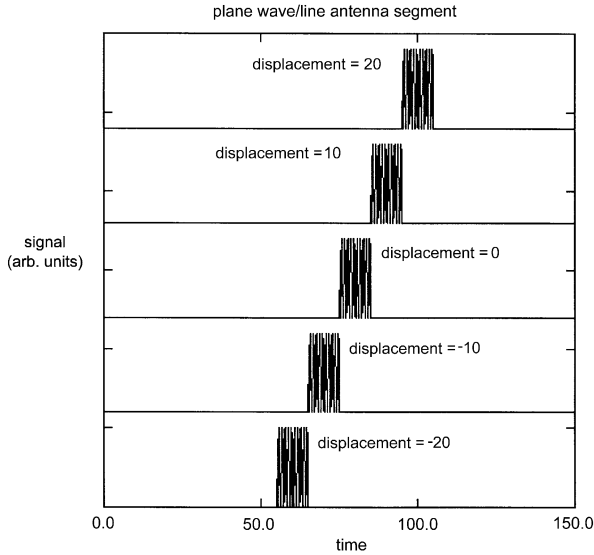 plane wave/line antenna segment
displacement = 20
displacement =10
signal
(arb. units)
displacement = 0
displacement =-10
displacement = -20
0.0 50.0 100.0 150.0
time